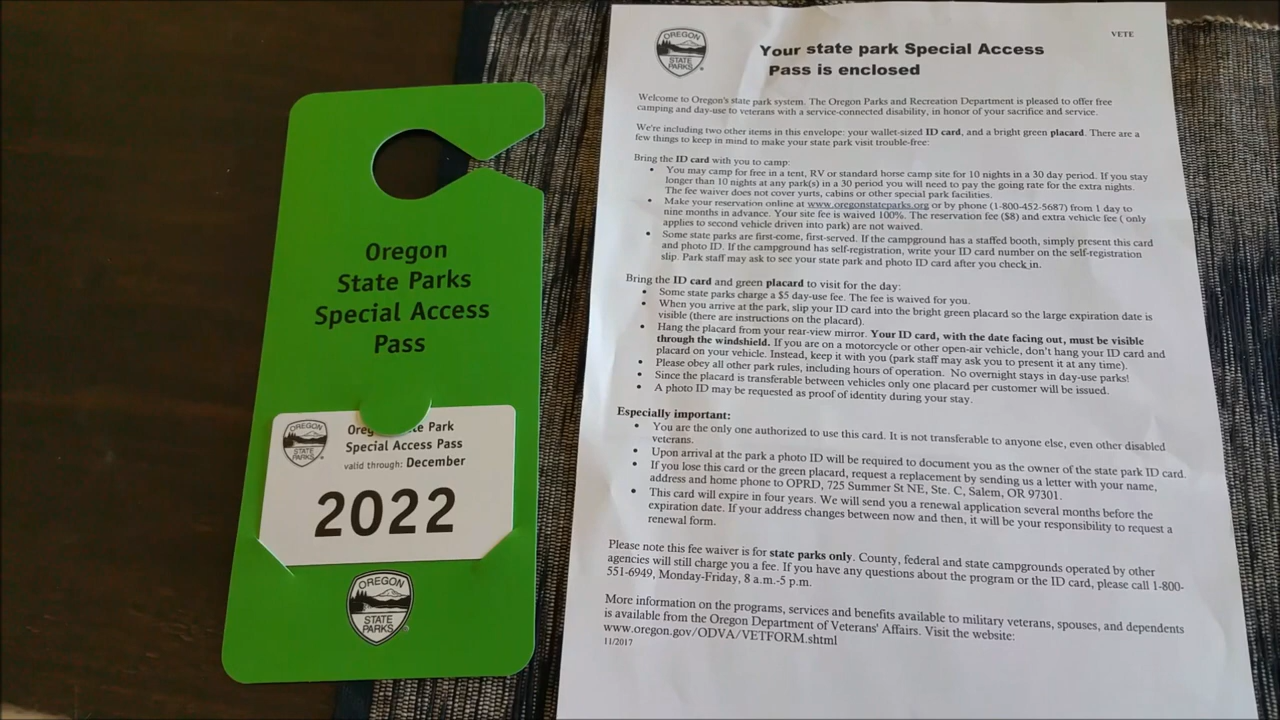 Oregon
State Parks
Special Access
Pass
OREGON
STATE
PARKS
Oreg te Park
Special Access Pass
valid through: December
2022
OREGON
STATE
PARKS
OREGON
STATE
PARKS
VETE
Your state park Special Access
Pass is enclosed
Welcome to Oregon's state park system. The Oregon Parks and Recreation Department is pleased to offer free
camping and day-use to veterans with a service-connected disability, in honor of your sacrifice and service.
We're including two other items in this envelope: your wallet-sized ID card, and a bright green placard. There are a
few things to keep in mind to make your state park visit trouble-free:
Bring the ID card with you to camp:
• You may camp for free in a tent, RV or standard horse camp site for 10 nights in a 30 day period. If you stay
longer than 10 nights at any park(s) in a 30 period you will need to pay the going rate for the extra nights.
The fee waiver does not cover yurts, cabins or other special park facilities.
• Make your reservation online at www.oregonstateparks.org or by phone (1-800-452-5687) from 1 day to
nine months in advance. Your site fee is waived 100%. The reservation fee ($8) and extra vehicle fee ( only
applies to second vehicle driven into park) are not waived.
• Some state parks are first-come, first-served. If the campground has a staffed booth, simply present this card
and photo ID. If the campground has self-registration, write your ID card number on the self-registration
slip. Park staff may ask to see your state park and photo ID card after you check in.
Bring the ID card and green placard to visit for the day:
• Some state parks charge a $5 day-use fee. The fee is waived for you.
• When you arrive at the park, slip your ID card into the bright green placard so the large expiration date is
visible (there are instructions on the placard).
• Hang the placard from your rear-view mirror. Your ID card, with the date facing out, must be visible
through the windshield. If you are on a motorcycle or other open-air vehicle, don't hang your ID card and
placard on your vehicle. Instead, keep it with you (park staff may ask you to present it at any time).
• Please obey all other park rules, including hours of operation. No overnight stays in day-use parks!
• Since the placard is transferable between vehicles only one placard per customer will be issued.
• A photo ID may be requested as proof of identity during your stay.
Especially important:
• You are the only one authorized to use this card. It is not transferable to anyone else, even other disabled
veterans.
• Upon arrival at the park a photo ID will be required to document you as the owner of the state park ID card.
• If you lose this card or the green placard, request a replacement by sending us a letter with your name,
address and home phone to OPRD, 725 Summer St NE, Ste. C, Salem, OR 97301.
• This card will expire in four years. We will send you a renewal application several months before the
expiration date. If your address changes between now and then, it will be your responsibility to request a
renewal form.
Please note this fee waiver is for state parks only. County, federal and state campgrounds operated by other
agencies will still charge you a fee. If you have any questions about the program or the ID card, please call 1-800-
551-6949, Monday-Friday, 8 a.m.-5 p.m.
More information on the programs, services and benefits available to military veterans, spouses, and dependents
is available from the Oregon Department of Veterans' Affairs. Visit the website:
www.oregon.gov/ODVA/VETFORM.shtml
11/2017